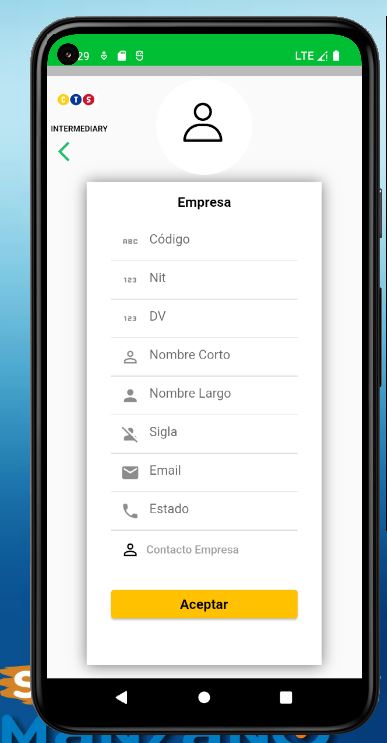 29
LTE
CTS
INTERMEDIARY
Empresa
ABC Código
123 Nit
123 DV
Nombre Corto
Nombre Largo
Sigla
Email
Estado
Contacto Empresa
Aceptar